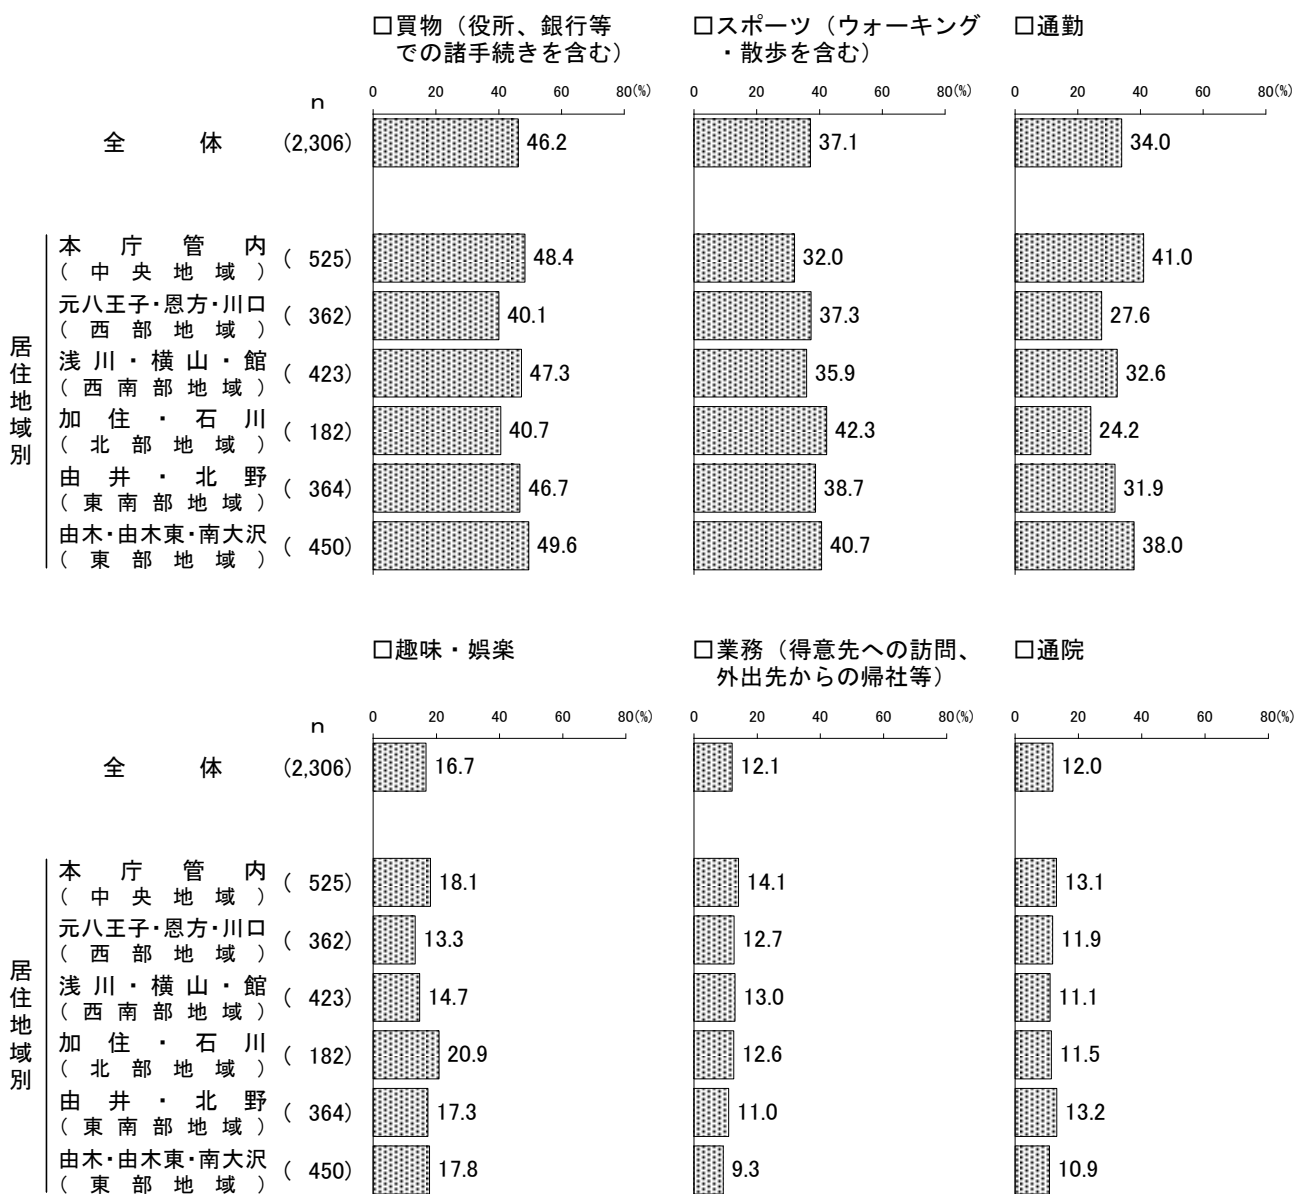 □買物（役所、銀行等
での諸手続きを含む）
□スポーツ（ウォーキング
・散歩を含む）
□通勤
n
0 20 40 60 80(%)
0 20 40 60 80(%)
0 20 40 60 80(%)
全体 (2,306) 46.2 37.1 34.0
居住地域別
本庁管内
（中央地域） ( 525) 48.4 32.0 41.0
元八王子・恩方・川口
（西部地域） ( 362) 40.1 37.3 27.6
浅川・横山・館
（西南部地域） ( 423) 47.3 35.9 32.6
加住・石川
（北部地域） ( 182) 40.7 42.3 24.2
由井・北野
（東南部地域） ( 364) 46.7 38.7 31.9
由木・由木東・南大沢
（東部地域） ( 450) 49.6 40.7 38.0
□趣味・娯楽
□業務（得意先への訪問、
外出先からの帰社等）
□通院
n
0 20 40 60 80(%)
0 20 40 60 80(%)
0 20 40 60 80(%)
全体 (2,306) 16.7 12.1 12.0
居住地域別
本庁管内
（中央地域） ( 525) 18.1 14.1 13.1
元八王子・恩方・川口
（西部地域） ( 362) 13.3 12.7 11.9
浅川・横山・館
（西南部地域） ( 423) 14.7 13.0 11.1
加住・石川
（北部地域） ( 182) 20.9 12.6 11.5
由井・北野
（東南部地域） ( 364) 17.3 11.0 13.2
由木・由木東・南大沢
（東部地域） ( 450) 17.8 9.3 10.9